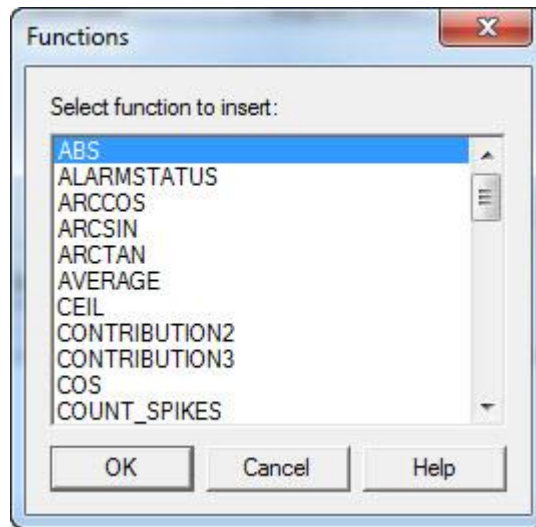 Functions
Select function to insert:
ABS
ALARMSTATUS
ARCCOS
ARCSIN
ARCTAN
AVERAGE
CEIL
CONTRIBUTION2
CONTRIBUTION3
COS
COUNT_SPIKES
OK Cancel Help